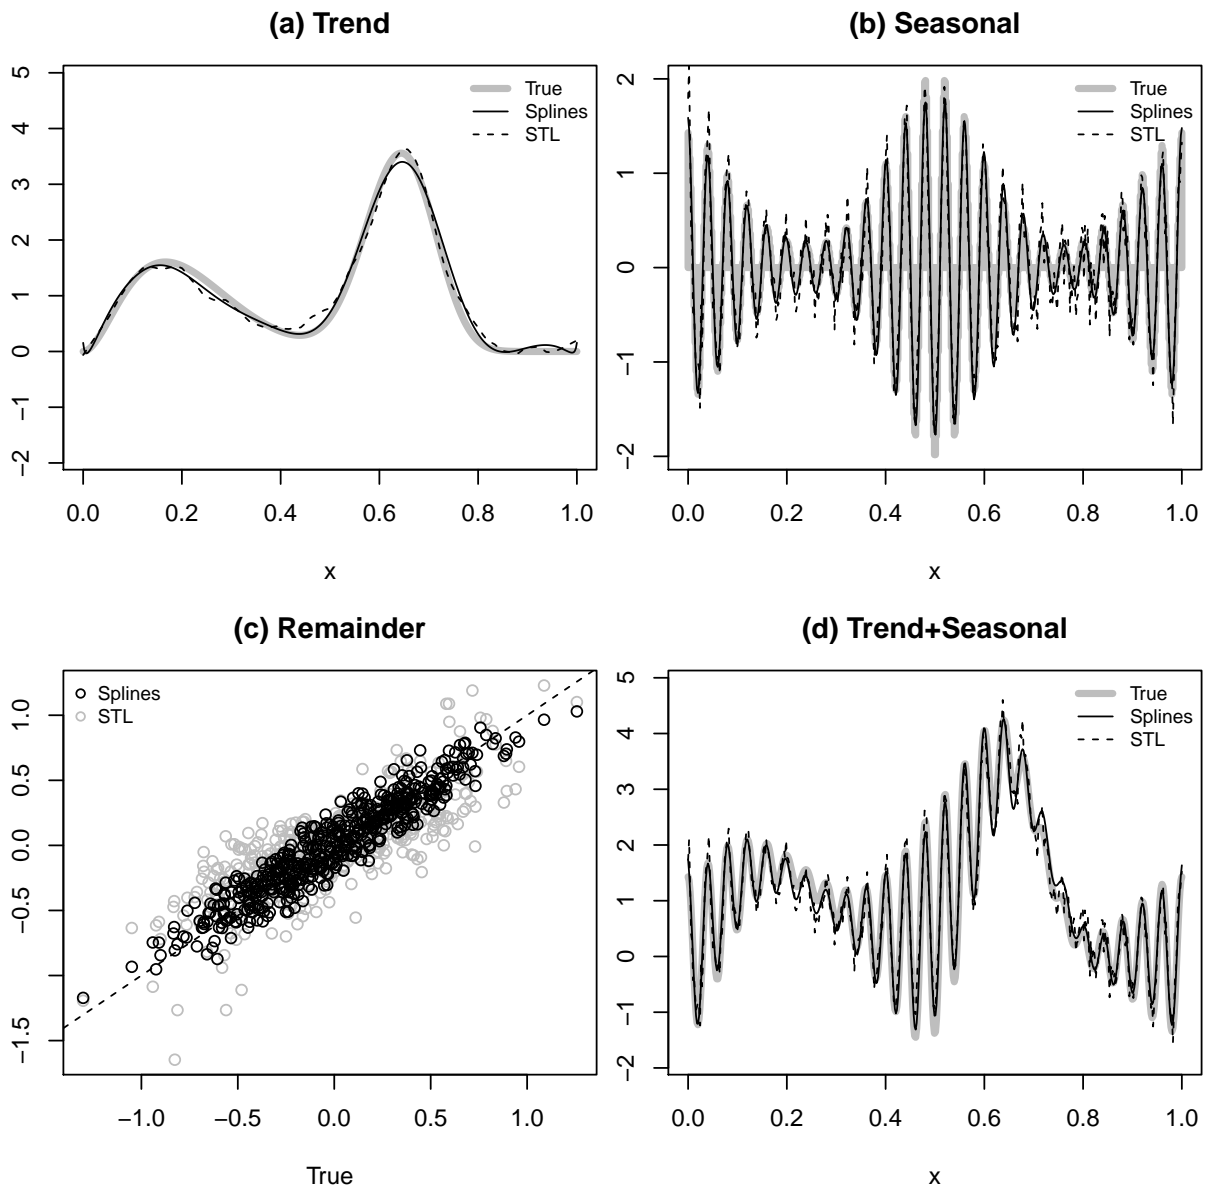 (a) Trend
5
4
3
2
1
0
−1
−2
True
Splines
STL
0.0 0.2 0.4 0.6 0.8 1.0
x
(b) Seasonal
2
1
0
−1
−2
True
Splines
STL
0.0 0.2 0.4 0.6 0.8 1.0
x
(c) Remainder
1.0
0.5
0.0
−0.5
−1.5
Splines
STL
−1.0 −0.5 0.0 0.5 1.0
True
(d) Trend+Seasonal
5
4
3
2
1
0
−1
−2
True
Splines
STL
0.0 0.2 0.4 0.6 0.8 1.0
x